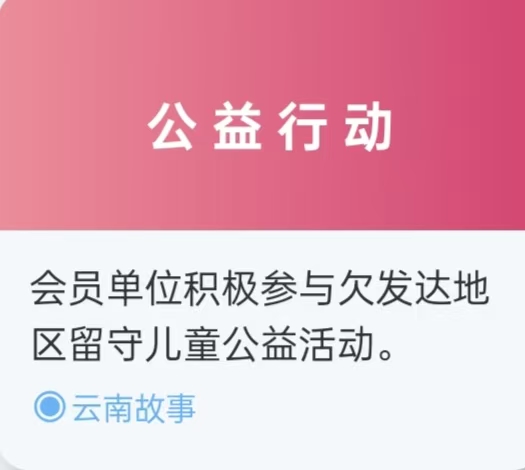 公益行动
会员单位积极参与欠发达地
区留守儿童公益活动。
云南故事